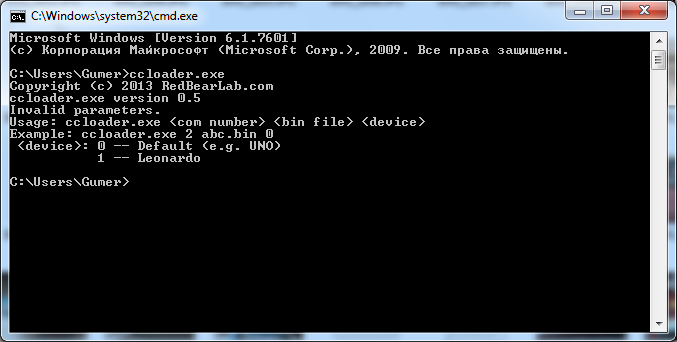 C:\Windows\system32\cmd.exe
Microsoft Windows [Version 6.1.7601]
(c) Корпорация Майкрософт (Microsoft Corp.), 2009. Все права защищены.
C:\Users\Gumer>ccloader.exe
Copyright (c) 2013 RedBearLab.com
ccloader.exe version 0.5
Invalid parameters.
Usage: ccloader.exe <com number> <bin file> <device>
Example: ccloader.exe 2 abc.bin 0
<device>: 0 -- Default (e.g. UNO)
1 -- Leonardo
C:\Users\Gumer>